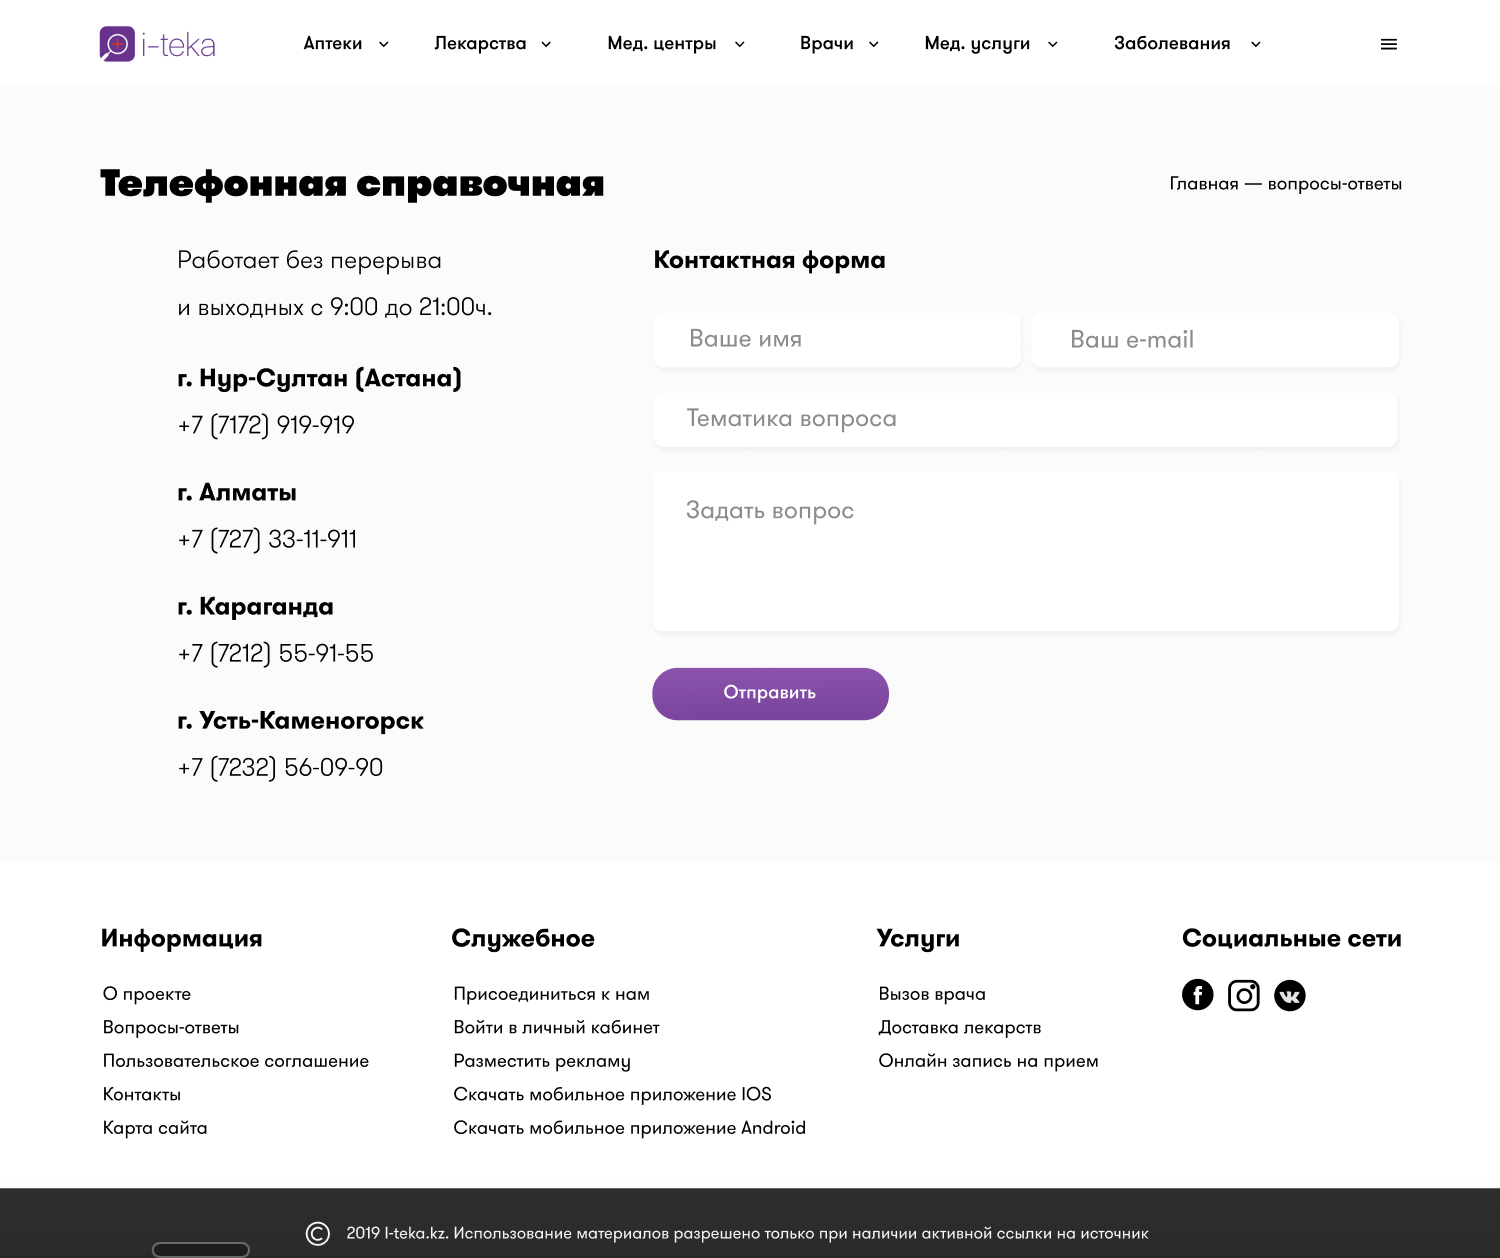 i-teka
Аптеки
Лекарства
Мед. центры
Врачи
Мед. услуги
Заболевания
Телефонная справочная
Главная — вопросы-ответы
Работает без перерыва
и выходных с 9:00 до 21:00ч.
г. Нур-Султан (Астана)
+7 (7172) 919-919
г. Алматы
+7 (727) 33-11-911
г. Караганда
+7 (7212) 55-91-55
г. Усть-Каменогорск
+7 (7232) 56-09-90
Контактная форма
Ваше имя
Ваш e-mail
Тематика вопроса
Задать вопрос
Отправить
Информация
О проекте
Вопросы-ответы
Пользовательское соглашение
Контакты
Карта сайта
Служебное
Присоединиться к нам
Войти в личный кабинет
Разместить рекламу
Скачать мобильное приложение IOS
Скачать мобильное приложение Android
Услуги
Вызов врача
Доставка лекарств
Онлайн запись на прием
Социальные сети
© 2019 I-teka.kz. Использование материалов разрешено только при наличии активной ссылки на источник